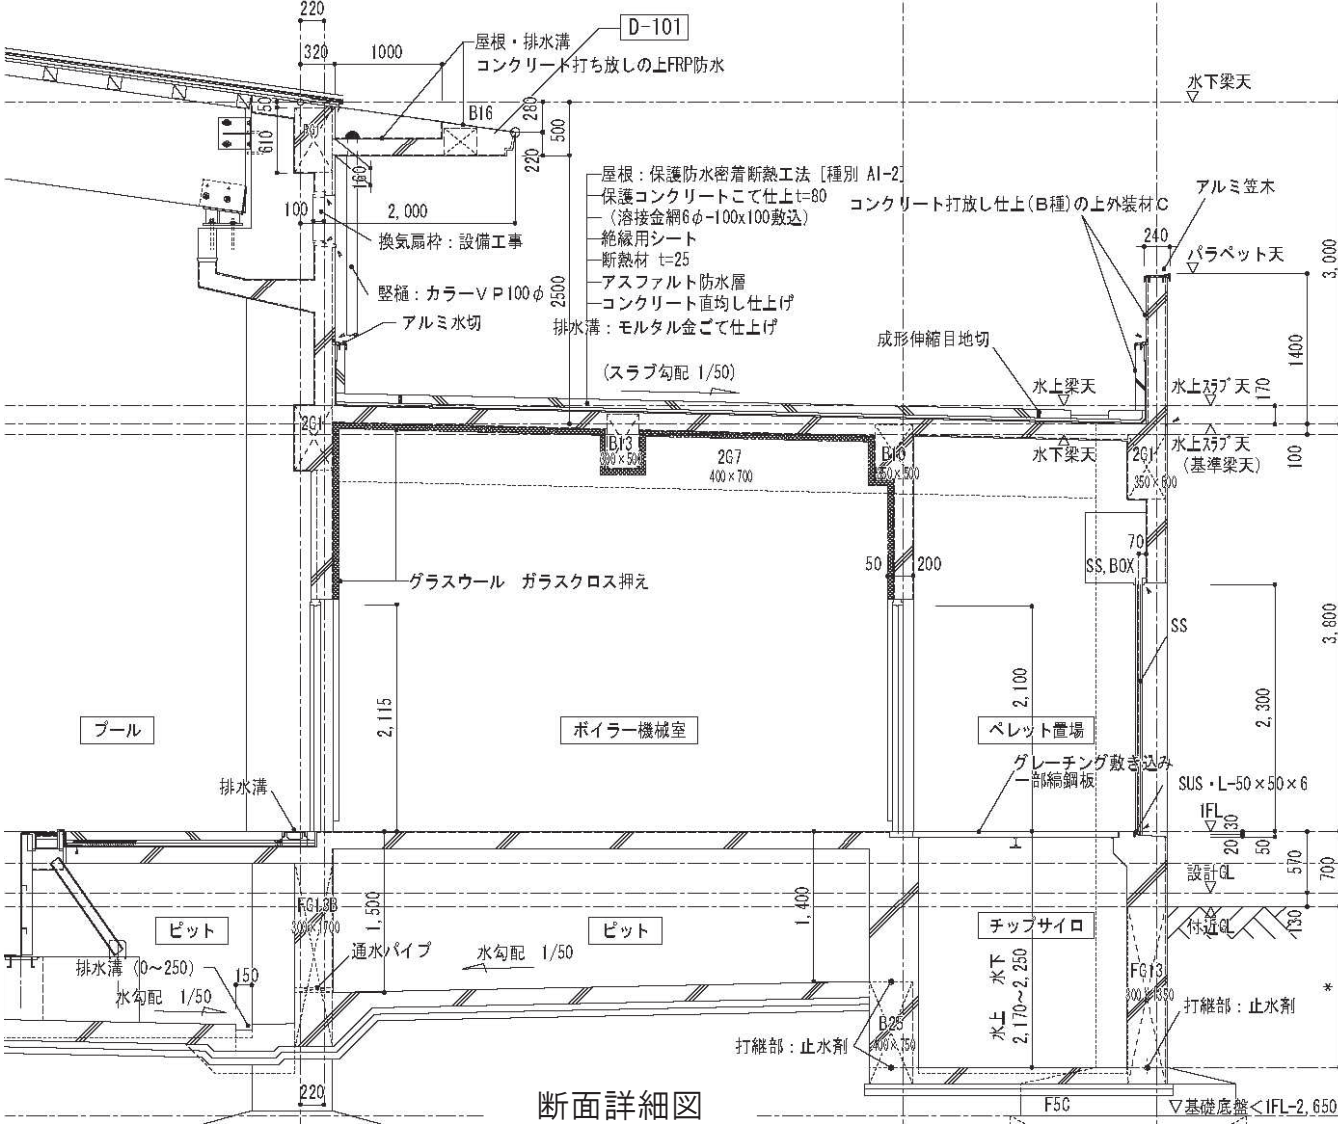 220
D-101
320
1000
屋根・排水溝
コンクリート打ち放しの上FRP防水
水下梁天
150
B16
280
500
610
220
160
屋根：保護防水密着断熱工法 [種別 AI-2]
保護コンクリートこて仕上t=80
(溶接金網6φ-100x100敷込)
絶縁用シート
断熱材 t=25
アスファルト防水層
コンクリート直均し仕上げ
排水溝：モルタル金ごて仕上げ
アルミ笠木
コンクリート打放し仕上(B種)の上外装材C
100
2,000
換気扇枠：設備工事
240
パラペット天
3,000
竪樋：カラーVP100φ
2500
アルミ水切
成形伸縮目地切
1400
(スラブ勾配 1/50)
水上梁天
水上スラブ天
170
2G1
B13
2G7
400×700
B10
水下梁天
2G1
水上スラブ天
(基準梁天)
100
70
SS,BOX
50
200
グラスウール ガラスクロス押え
SS
3,800
2,115
2,100
2,300
プール
ボイラー機械室
ペレット置場
グレーチング敷き込み
一部縞鋼板
排水溝
SUS・L-50×50×6
1FL
30
20
50
570
700
設計GL
1,500
1,400
FG13B
ピット
ピット
チップサイロ
付近GL
130
通水パイプ
水勾配 1/50
排水溝 (0～250)
150
水勾配 1/50
水上 水下
2,170～2,250
FG13
*
打継部：止水剤
B25
打継部：止水剤
220
断面詳細図
F5C
▽基礎底盤<1FL-2,650